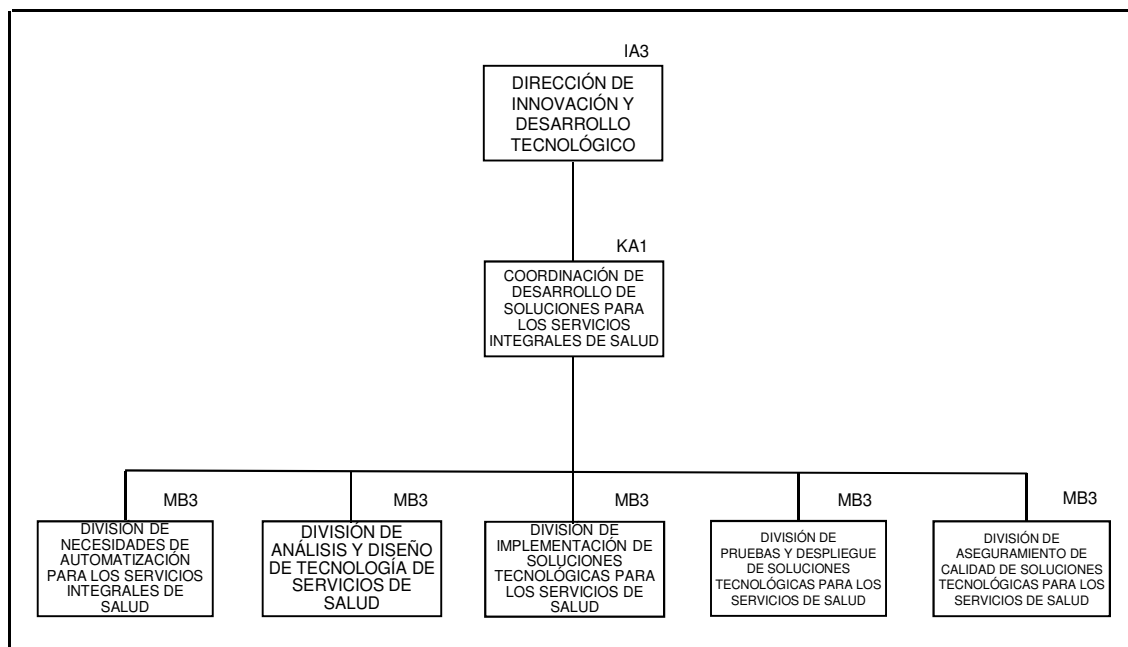 IA3
DIRECCIÓN DE
INNOVACIÓN Y
DESARROLLO
TECNOLÓGICO
KA1
COORDINACIÓN DE
DESARROLLO DE
SOLUCIONES PARA
LOS SERVICIOS
INTEGRALES DE SALUD
MB3
DIVISIÓN DE
NECESIDADES DE
AUTOMATIZACIÓN
PARA LOS SERVICIOS
INTEGRALES DE
SALUD
MB3
DIVISIÓN DE
ANÁLISIS Y DISEÑO
DE TECNOLOGÍA DE
SERVICIOS DE
SALUD
MB3
DIVISIÓN DE
IMPLEMENTACIÓN DE
SOLUCIONES
TECNOLÓGICAS PARA
LOS SERVICIOS DE
SALUD
MB3
DIVISIÓN DE
PRUEBAS Y DESPLIEGUE
DE SOLUCIONES
TECNOLÓGICAS PARA LOS
SERVICIOS DE SALUD
MB3
DIVISIÓN DE
ASEGURAMIENTO DE
CALIDAD DE SOLUCIONES
TECNOLÓGICAS PARA LOS
SERVICIOS DE SALUD